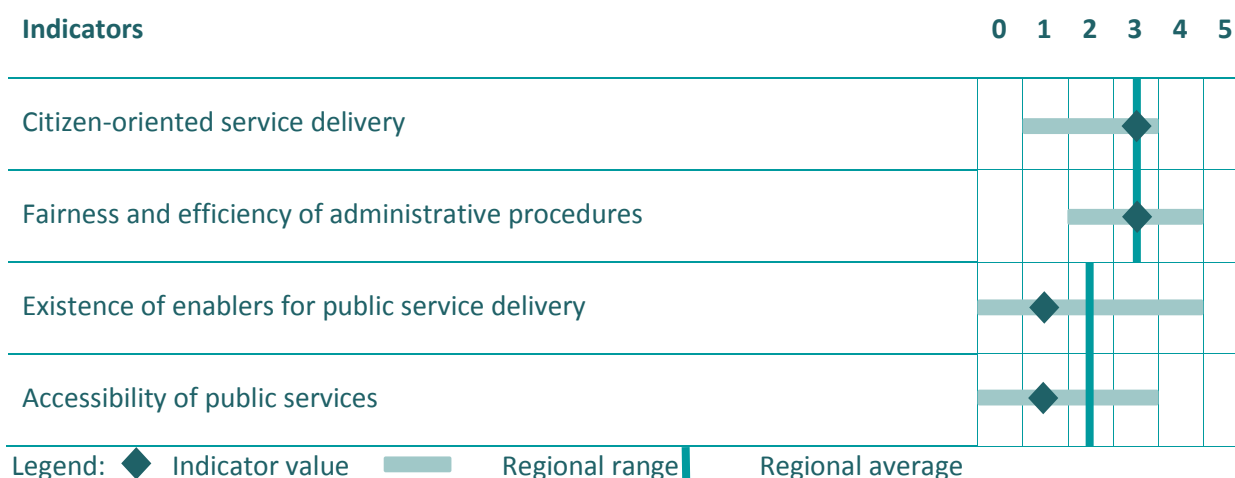 Indicators 0 1 2 3 4 5
Citizen-oriented service delivery
Fairness and efficiency of administrative procedures
Existence of enablers for public service delivery
Accessibility of public services
Legend: Indicator value Regional range Regional average